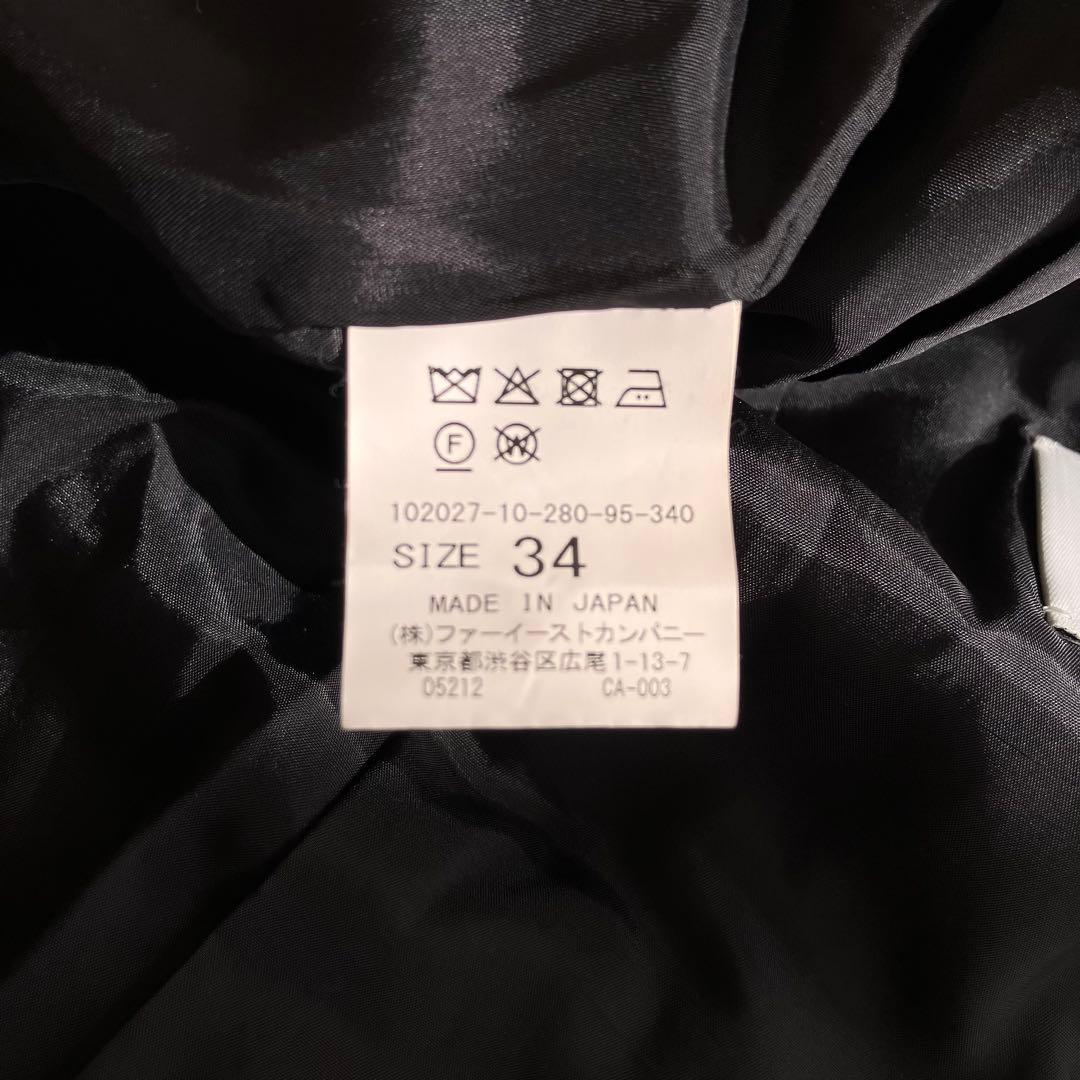 F W
102027-10-280-95-340
SIZE 34
MADE IN JAPAN
(株)ファーイーストカンパニー
東京都渋谷区広尾1-13-7
05212 CA-003